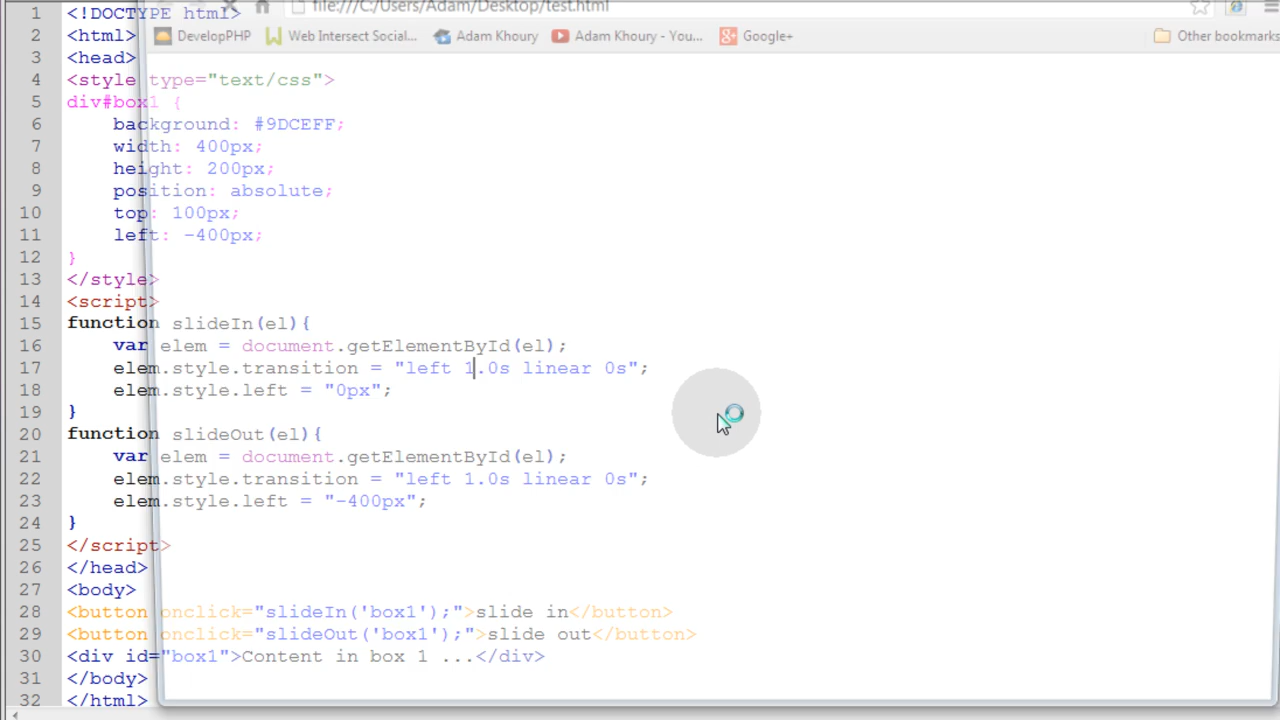 file:///C:/Users/Adam/Desktop/test.html
DevelopPHP Web Intersect Social... Adam Khoury Adam Khoury - You... Google+ Other bookmarks
1 <!DOCTYPE html>
2 <html>
3 <head>
4 <style type="text/css">
5 div#box1 {
6 background: #9DCEFF;
7 width: 400px;
8 height: 200px;
9 position: absolute;
10 top: 100px;
11 left: -400px;
12 }
13 </style>
14 <script>
15 function slideIn(el){
16 var elem = document.getElementById(el);
17 elem.style.transition = "left 1.0s linear 0s";
18 elem.style.left = "0px";
19 }
20 function slideOut(el){
21 var elem = document.getElementById(el);
22 elem.style.transition = "left 1.0s linear 0s";
23 elem.style.left = "-400px";
24 }
25 </script>
26 </head>
27 <body>
28 <button onclick="slideIn('box1');">slide in</button>
29 <button onclick="slideOut('box1');">slide out</button>
30 <div id="box1">Content in box 1 ...</div>
31 </body>
32 </html>